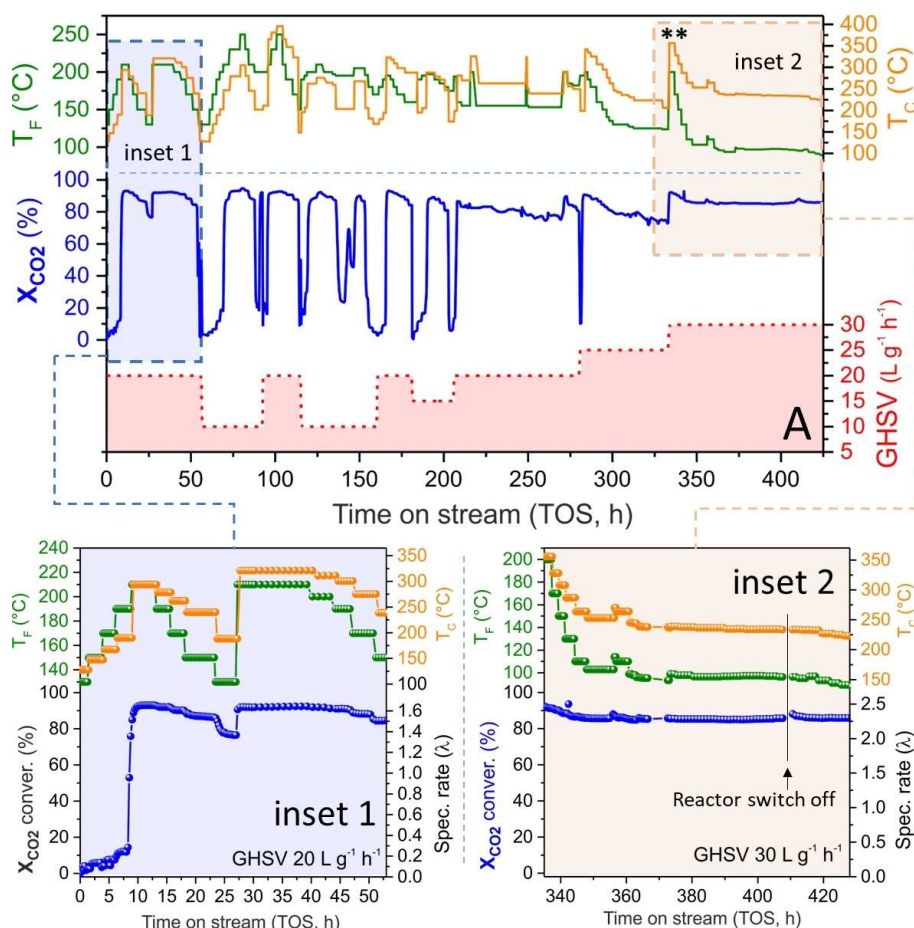 250
200
150
100
T_F (°C)
**
inset 2
inset 1
400
350
300
250
200
150
100
T_C (°C)
100
80
60
40
20
0
X_CO2 (%)
30
25
20
15
10
5
GHSV (L g⁻¹ h⁻¹)
A
0 50 100 150 200 250 300 350 400
Time on stream (TOS, h)
240
220
200
180
160
140
T_F (°C)
350
300
250
200
150
100
T_C (°C)
100
80
60
40
20
0
X_CO2 conver. (%)
1.6
1.4
1.2
1.0
0.8
0.6
0.4
0.2
0.0
Spec. rate (λ)
inset 1
GHSV 20 L g⁻¹ h⁻¹
0 5 10 15 20 25 30 35 40 45 50
Time on stream (TOS, h)
200
180
160
140
120
100
T_F (°C)
350
300
250
200
150
T_C (°C)
inset 2
100
80
60
40
20
0
X_CO2 conver. (%)
2.5
2.0
1.5
1.0
0.5
0.0
Spec. rate (λ)
Reactor switch off
GHSV 30 L g⁻¹ h⁻¹
340 360 380 400 420
Time on stream (TOS, h)